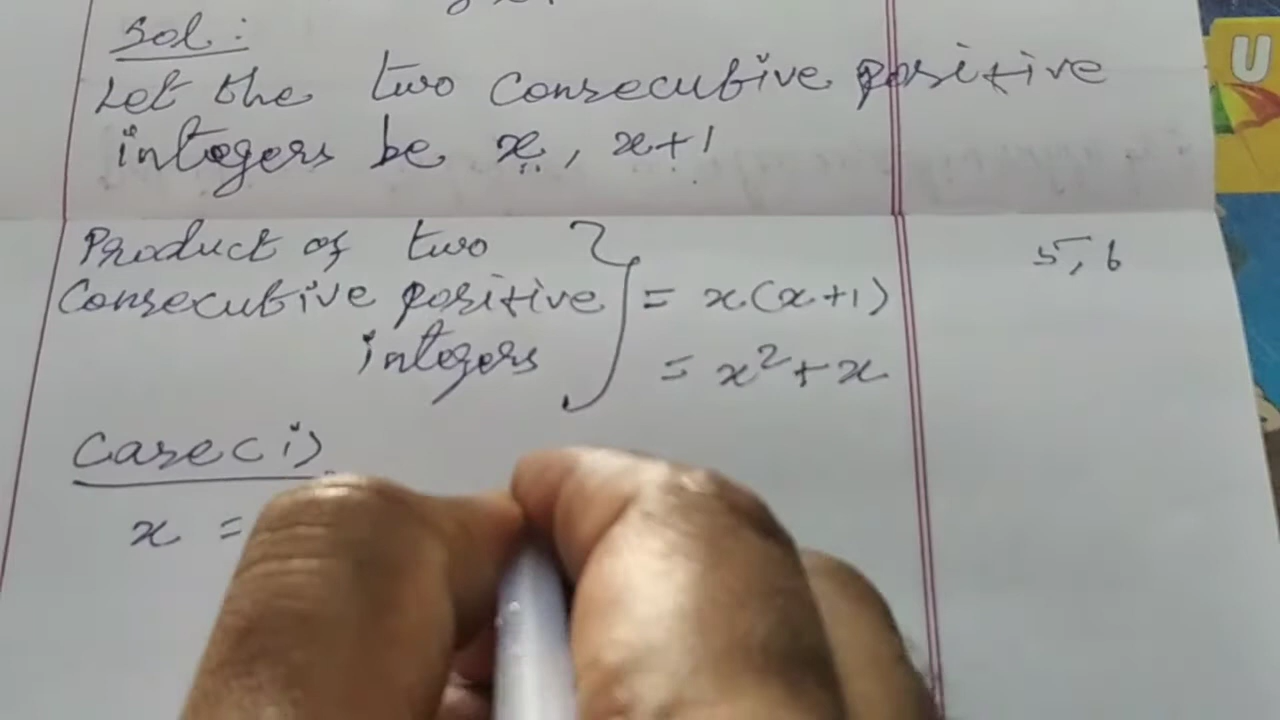 Sol:
Let the two Consecutive positive
integers be x, x+1
Product of two
Consecutive positive
integers
= x(x+1)
= x²+x
5, 6
Case(i)
x =
U